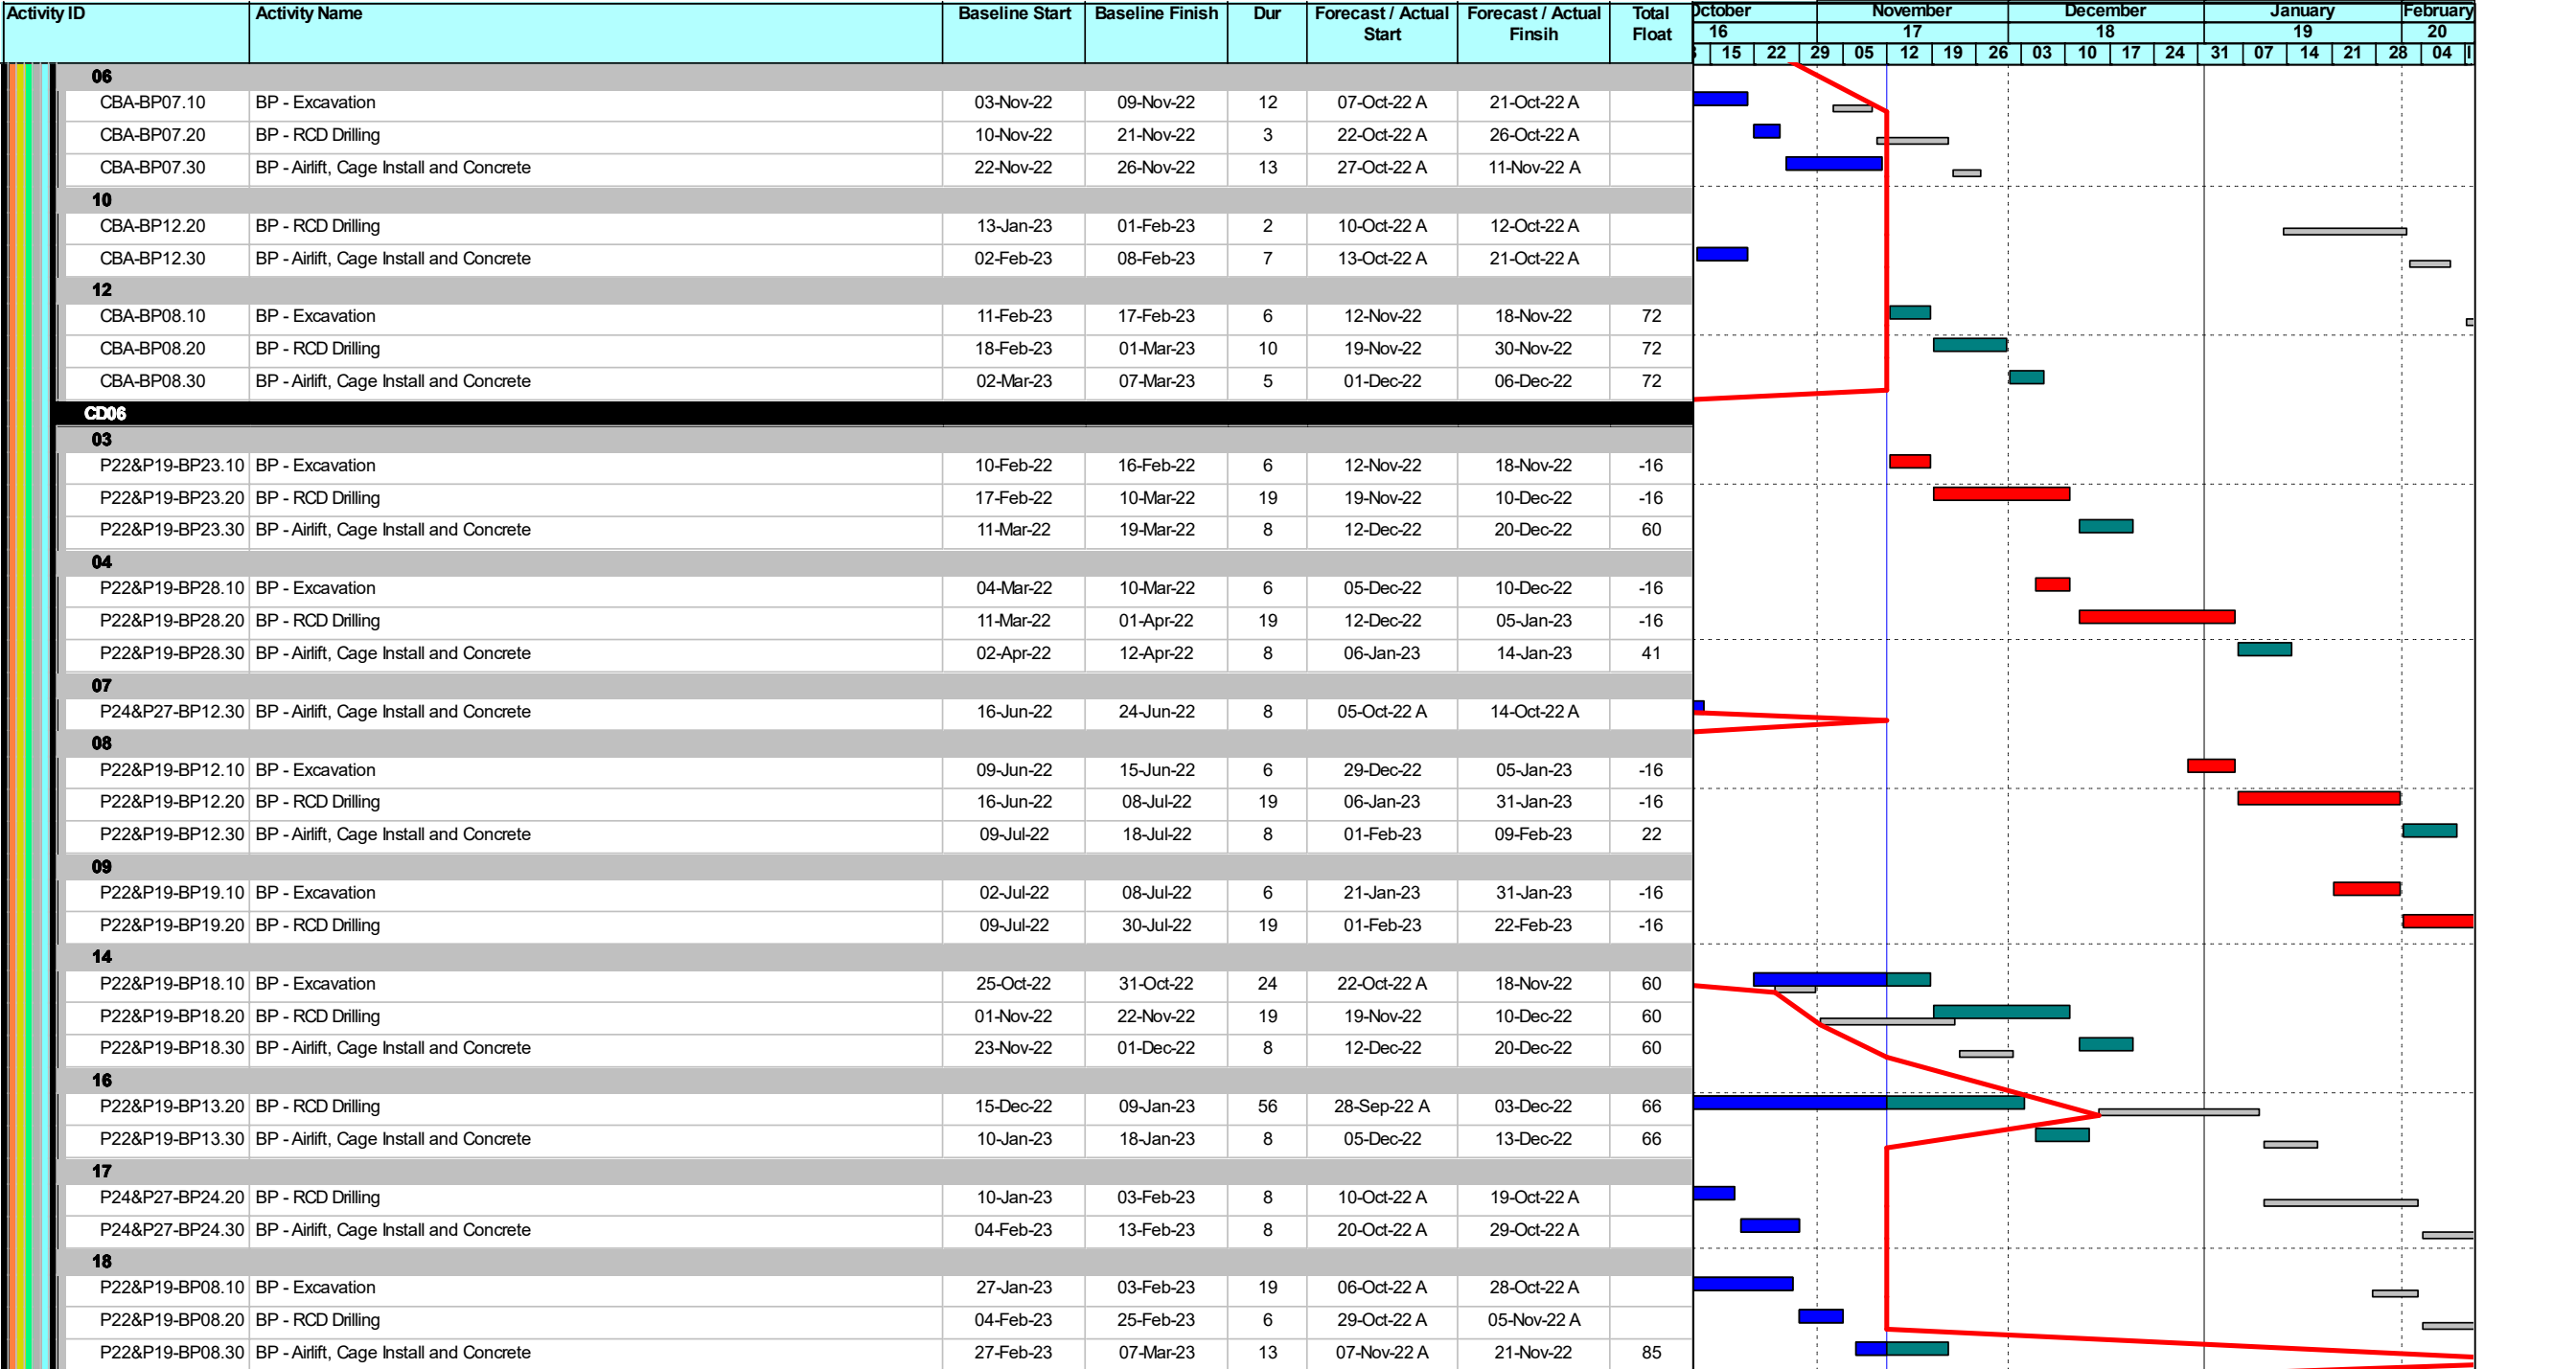 Activity ID Activity Name Baseline Start Baseline Finish Dur Forecast / Actual Start Forecast / Actual Finsih Total Float October November December January February
16 17 18 19 20
15 22 29 05 12 19 26 03 10 17 24 31 07 14 21 28 04
06
CBA-BP07.10 BP - Excavation 03-Nov-22 09-Nov-22 12 07-Oct-22 A 21-Oct-22 A
CBA-BP07.20 BP - RCD Drilling 10-Nov-22 21-Nov-22 3 22-Oct-22 A 26-Oct-22 A
CBA-BP07.30 BP - Airlift, Cage Install and Concrete 22-Nov-22 26-Nov-22 13 27-Oct-22 A 11-Nov-22 A
10
CBA-BP12.20 BP - RCD Drilling 13-Jan-23 01-Feb-23 2 10-Oct-22 A 12-Oct-22 A
CBA-BP12.30 BP - Airlift, Cage Install and Concrete 02-Feb-23 08-Feb-23 7 13-Oct-22 A 21-Oct-22 A
12
CBA-BP08.10 BP - Excavation 11-Feb-23 17-Feb-23 6 12-Nov-22 18-Nov-22 72
CBA-BP08.20 BP - RCD Drilling 18-Feb-23 01-Mar-23 10 19-Nov-22 30-Nov-22 72
CBA-BP08.30 BP - Airlift, Cage Install and Concrete 02-Mar-23 07-Mar-23 5 01-Dec-22 06-Dec-22 72
CD06
03
P22&P19-BP23.10 BP - Excavation 10-Feb-22 16-Feb-22 6 12-Nov-22 18-Nov-22 -16
P22&P19-BP23.20 BP - RCD Drilling 17-Feb-22 10-Mar-22 19 19-Nov-22 10-Dec-22 -16
P22&P19-BP23.30 BP - Airlift, Cage Install and Concrete 11-Mar-22 19-Mar-22 8 12-Dec-22 20-Dec-22 60
04
P22&P19-BP28.10 BP - Excavation 04-Mar-22 10-Mar-22 6 05-Dec-22 10-Dec-22 -16
P22&P19-BP28.20 BP - RCD Drilling 11-Mar-22 01-Apr-22 19 12-Dec-22 05-Jan-23 -16
P22&P19-BP28.30 BP - Airlift, Cage Install and Concrete 02-Apr-22 12-Apr-22 8 06-Jan-23 14-Jan-23 41
07
P24&P27-BP12.30 BP - Airlift, Cage Install and Concrete 16-Jun-22 24-Jun-22 8 05-Oct-22 A 14-Oct-22 A
08
P22&P19-BP12.10 BP - Excavation 09-Jun-22 15-Jun-22 6 29-Dec-22 05-Jan-23 -16
P22&P19-BP12.20 BP - RCD Drilling 16-Jun-22 08-Jul-22 19 06-Jan-23 31-Jan-23 -16
P22&P19-BP12.30 BP - Airlift, Cage Install and Concrete 09-Jul-22 18-Jul-22 8 01-Feb-23 09-Feb-23 22
09
P22&P19-BP19.10 BP - Excavation 02-Jul-22 08-Jul-22 6 21-Jan-23 31-Jan-23 -16
P22&P19-BP19.20 BP - RCD Drilling 09-Jul-22 30-Jul-22 19 01-Feb-23 22-Feb-23 -16
14
P22&P19-BP18.10 BP - Excavation 25-Oct-22 31-Oct-22 24 22-Oct-22 A 18-Nov-22 60
P22&P19-BP18.20 BP - RCD Drilling 01-Nov-22 22-Nov-22 19 19-Nov-22 10-Dec-22 60
P22&P19-BP18.30 BP - Airlift, Cage Install and Concrete 23-Nov-22 01-Dec-22 8 12-Dec-22 20-Dec-22 60
16
P22&P19-BP13.20 BP - RCD Drilling 15-Dec-22 09-Jan-23 56 28-Sep-22 A 03-Dec-22 66
P22&P19-BP13.30 BP - Airlift, Cage Install and Concrete 10-Jan-23 18-Jan-23 8 05-Dec-22 13-Dec-22 66
17
P24&P27-BP24.20 BP - RCD Drilling 10-Jan-23 03-Feb-23 8 10-Oct-22 A 19-Oct-22 A
P24&P27-BP24.30 BP - Airlift, Cage Install and Concrete 04-Feb-23 13-Feb-23 8 20-Oct-22 A 29-Oct-22 A
18
P22&P19-BP08.10 BP - Excavation 27-Jan-23 03-Feb-23 19 06-Oct-22 A 28-Oct-22 A
P22&P19-BP08.20 BP - RCD Drilling 04-Feb-23 25-Feb-23 6 29-Oct-22 A 05-Nov-22 A
P22&P19-BP08.30 BP - Airlift, Cage Install and Concrete 27-Feb-23 07-Mar-23 13 07-Nov-22 A 21-Nov-22 85